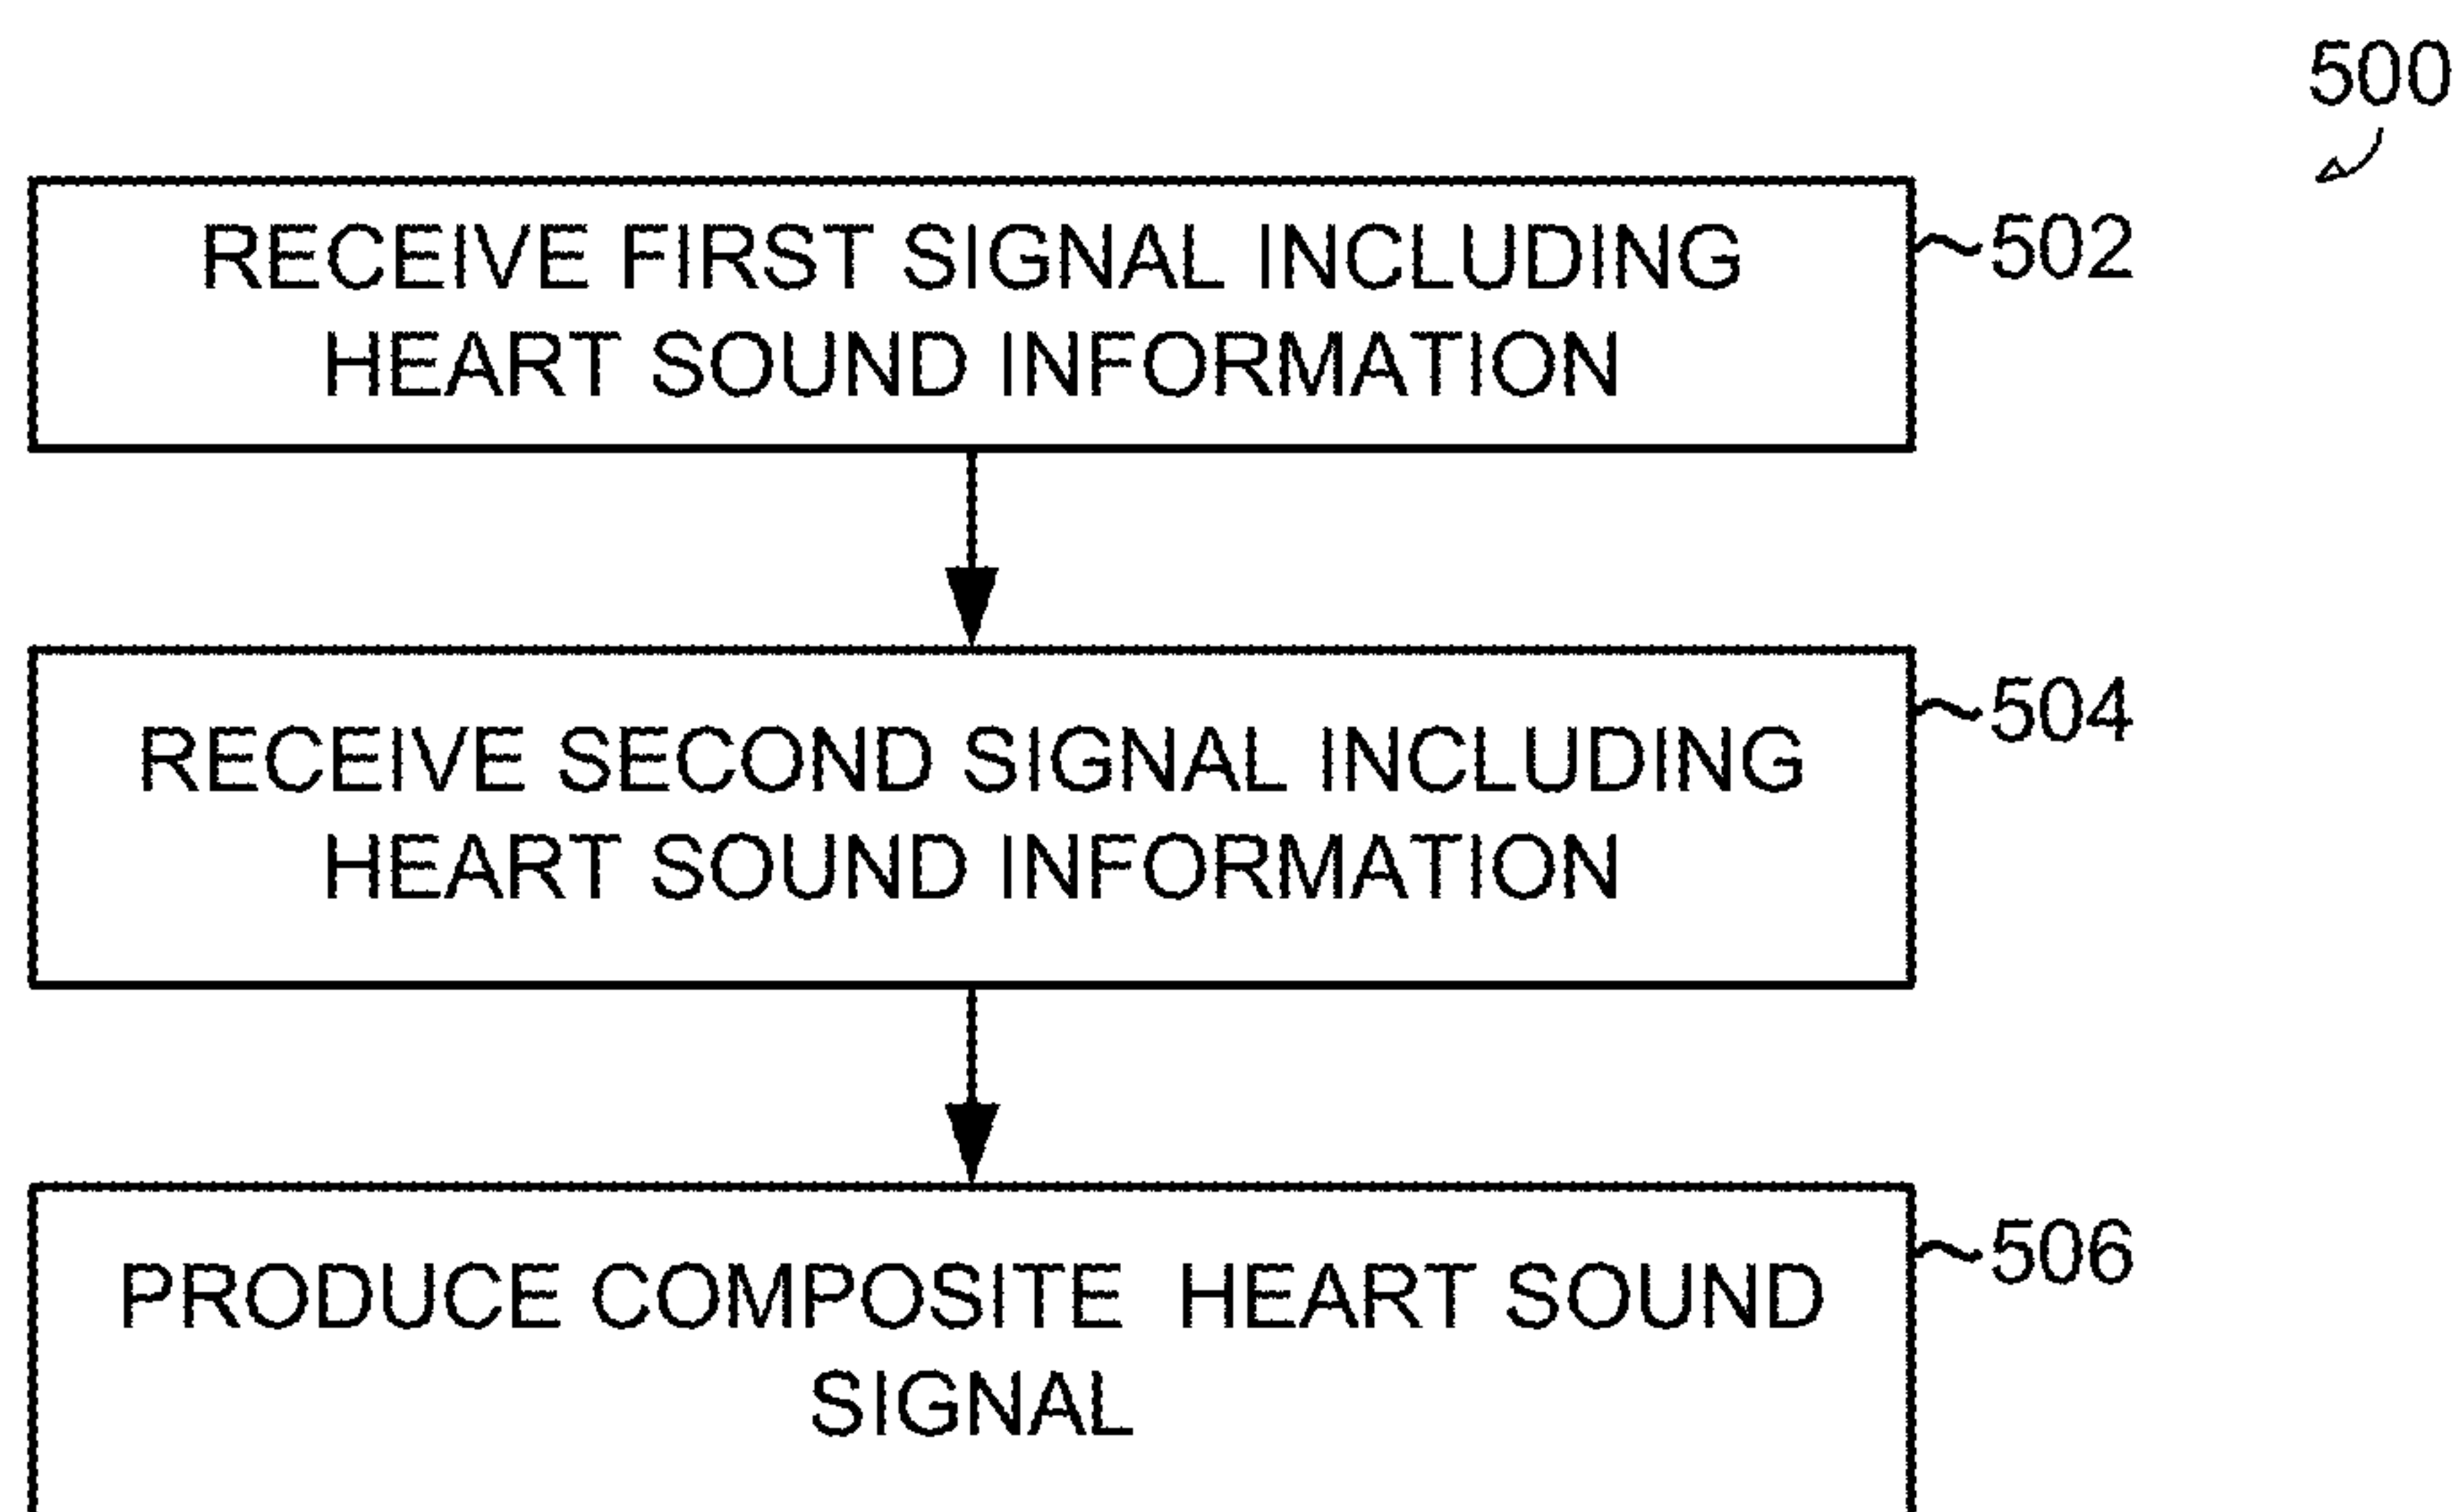 500
RECEIVE FIRST SIGNAL INCLUDING
HEART SOUND INFORMATION
502
RECEIVE SECOND SIGNAL INCLUDING
HEART SOUND INFORMATION
504
PRODUCE COMPOSITE HEART SOUND
SIGNAL
506